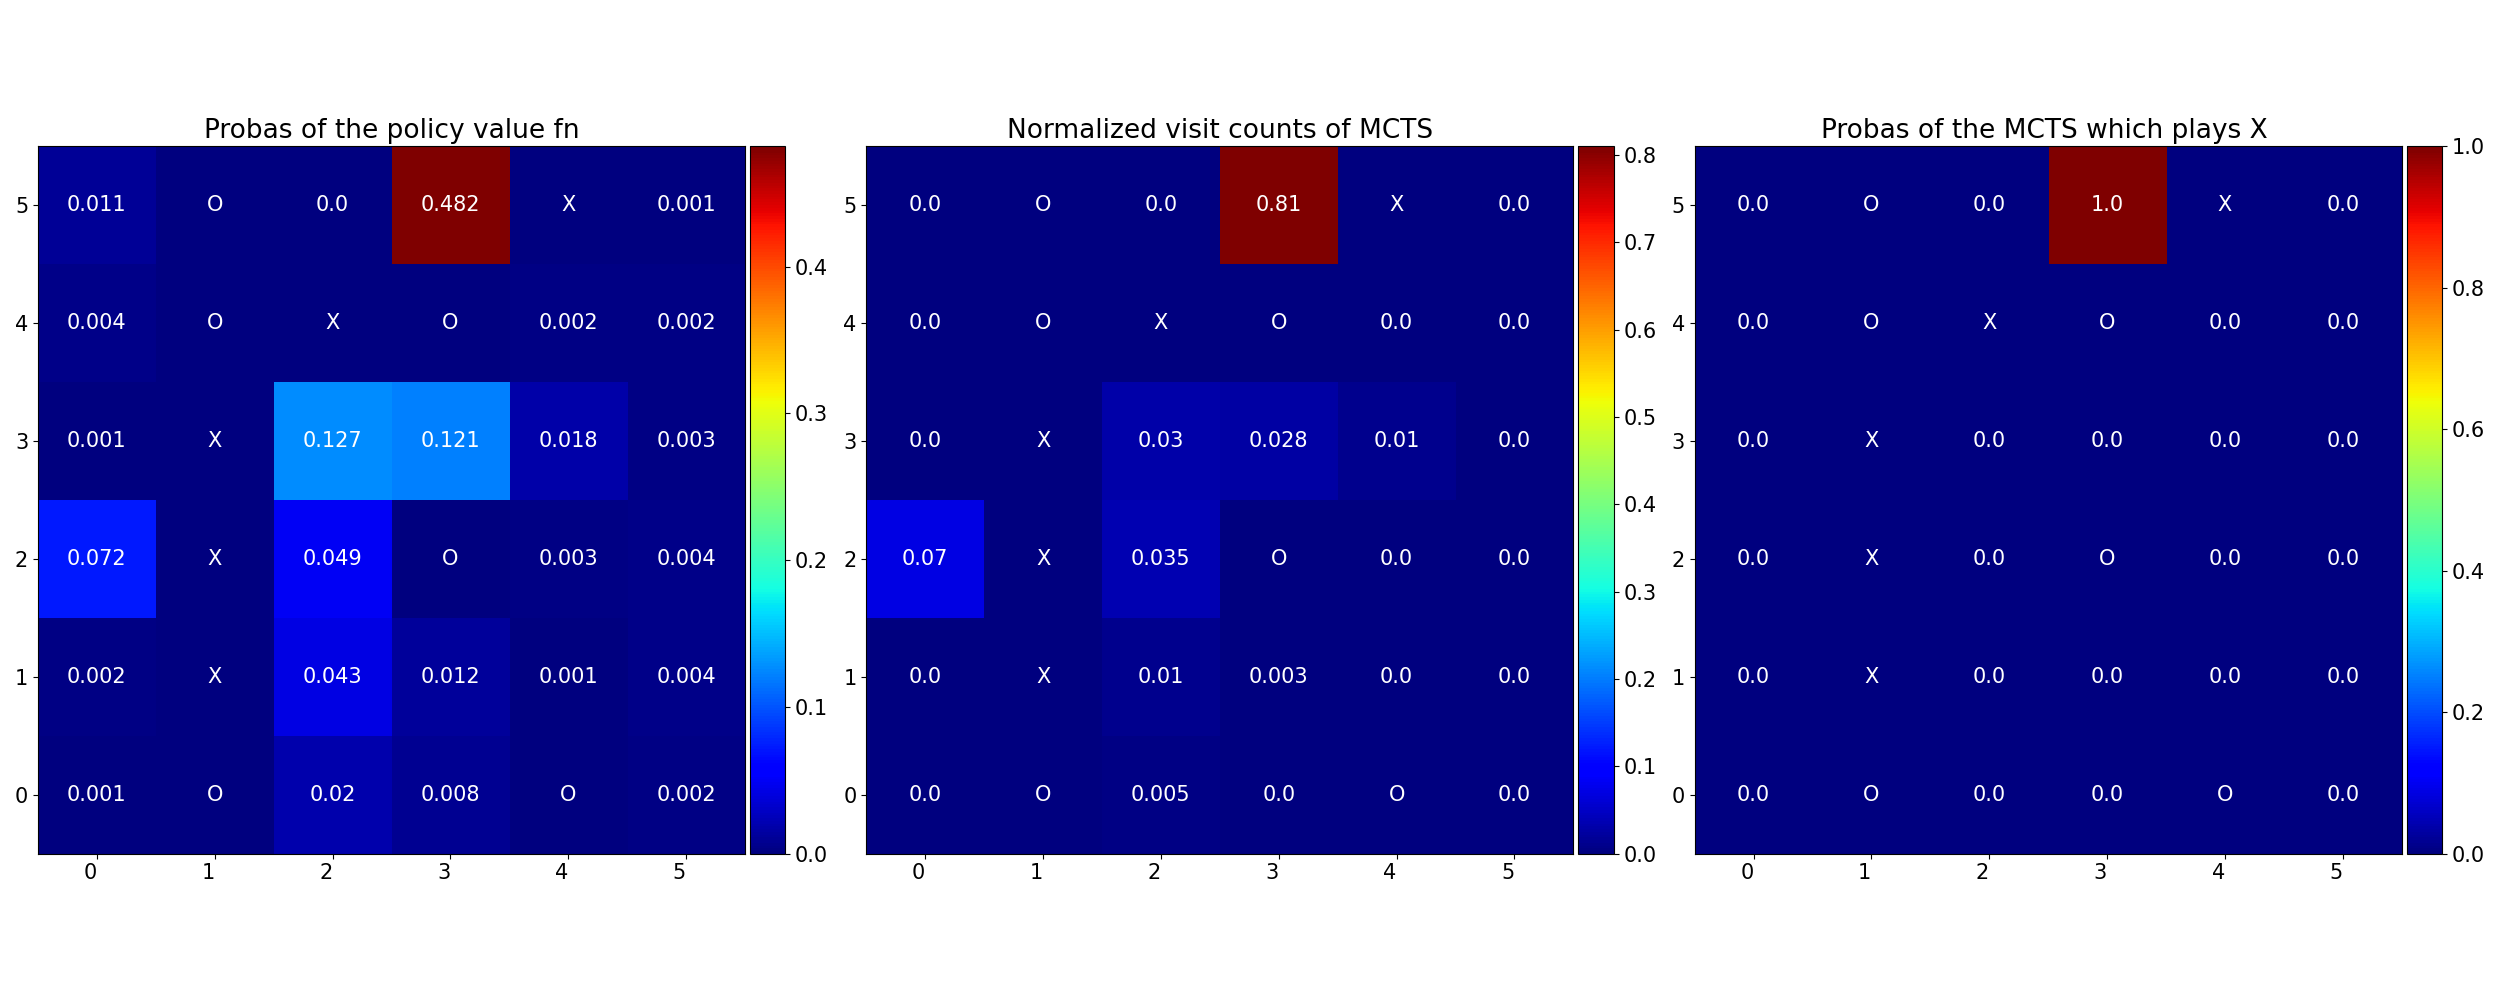 Probas of the policy value fn
5 0.011 O 0.0 0.482 X 0.001
4 0.004 O X O 0.002 0.002
3 0.001 X 0.127 0.121 0.018 0.003
2 0.072 X 0.049 O 0.003 0.004
1 0.002 X 0.043 0.012 0.001 0.004
0 0.001 O 0.02 0.008 O 0.002
0 1 2 3 4 5
0.4
0.3
0.2
0.1
0.0
Normalized visit counts of MCTS
5 0.0 O 0.0 0.81 X 0.0
4 0.0 O X O 0.0 0.0
3 0.0 X 0.03 0.028 0.01 0.0
2 0.07 X 0.035 O 0.0 0.0
1 0.0 X 0.01 0.003 0.0 0.0
0 0.0 O 0.005 0.0 O 0.0
0 1 2 3 4 5
0.8
0.7
0.6
0.5
0.4
0.3
0.2
0.1
0.0
Probas of the MCTS which plays X
5 0.0 O 0.0 1.0 X 0.0
4 0.0 O X O 0.0 0.0
3 0.0 X 0.0 0.0 0.0 0.0
2 0.0 X 0.0 O 0.0 0.0
1 0.0 X 0.0 0.0 0.0 0.0
0 0.0 O 0.0 0.0 O 0.0
0 1 2 3 4 5
1.0
0.8
0.6
0.4
0.2
0.0